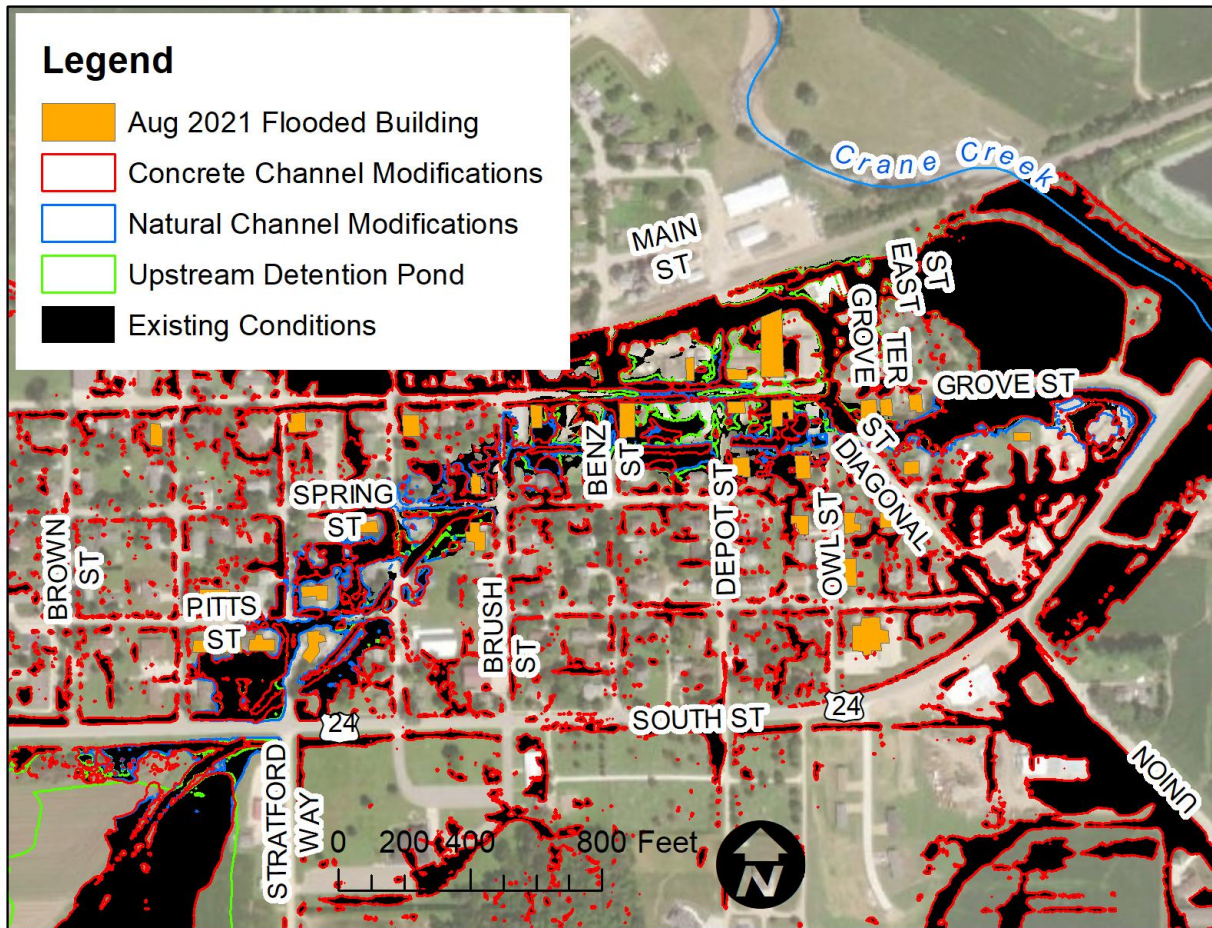 Legend
Aug 2021 Flooded Building
Concrete Channel Modifications
Natural Channel Modifications
Upstream Detention Pond
Existing Conditions
Crane Creek
MAIN
ST
EAST
ST
GROVE
TER
GROVE ST
ST
DIAGONAL
BENZ
ST
SPRING
ST
BROWN
ST
PITTS
ST
BRUSH
ST
DEPOT ST
OWL ST
24
SOUTH ST
24
STRATFORD
WAY
UNION
0 200 400 800 Feet
N